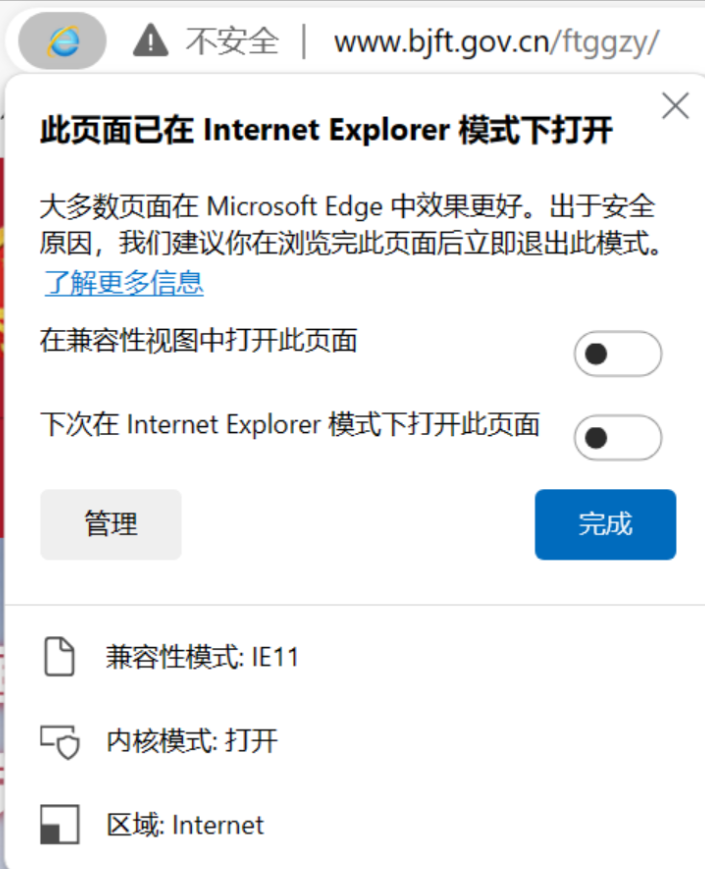 不安全 | www.bjft.gov.cn/ftggzy/
此页面已在 Internet Explorer 模式下打开
大多数页面在 Microsoft Edge 中效果更好。出于安全
原因，我们建议你在浏览完此页面后立即退出此模式。
了解更多信息
在兼容性视图中打开此页面
下次在 Internet Explorer 模式下打开此页面
管理
完成
兼容性模式: IE11
内核模式: 打开
区域: Internet